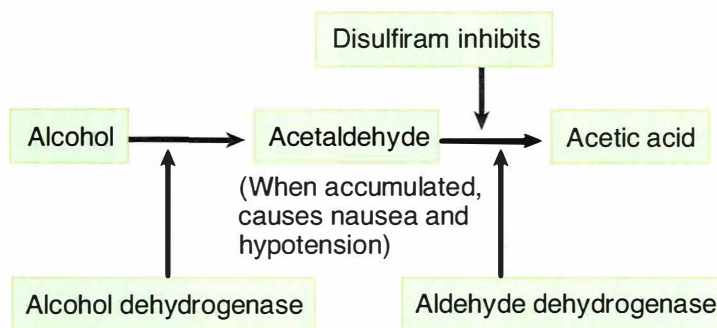 Disulfiram inhibits
Alcohol
Acetaldehyde
Acetic acid
(When accumulated,
causes nausea and
hypotension)
Alcohol dehydrogenase
Aldehyde dehydrogenase